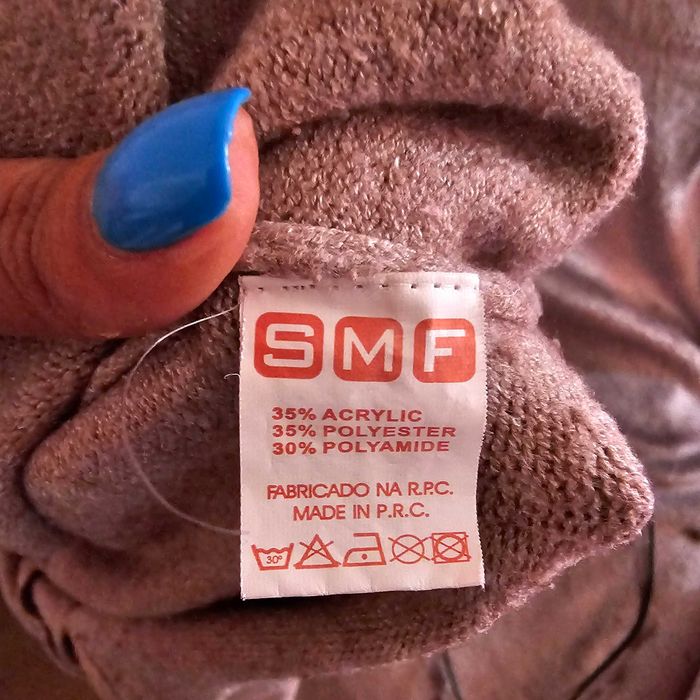 SMF
35% ACRYLIC
35% POLYESTER
30% POLYAMIDE
FABRICADO NA R.P.C.
MADE IN P.R.C.
30°